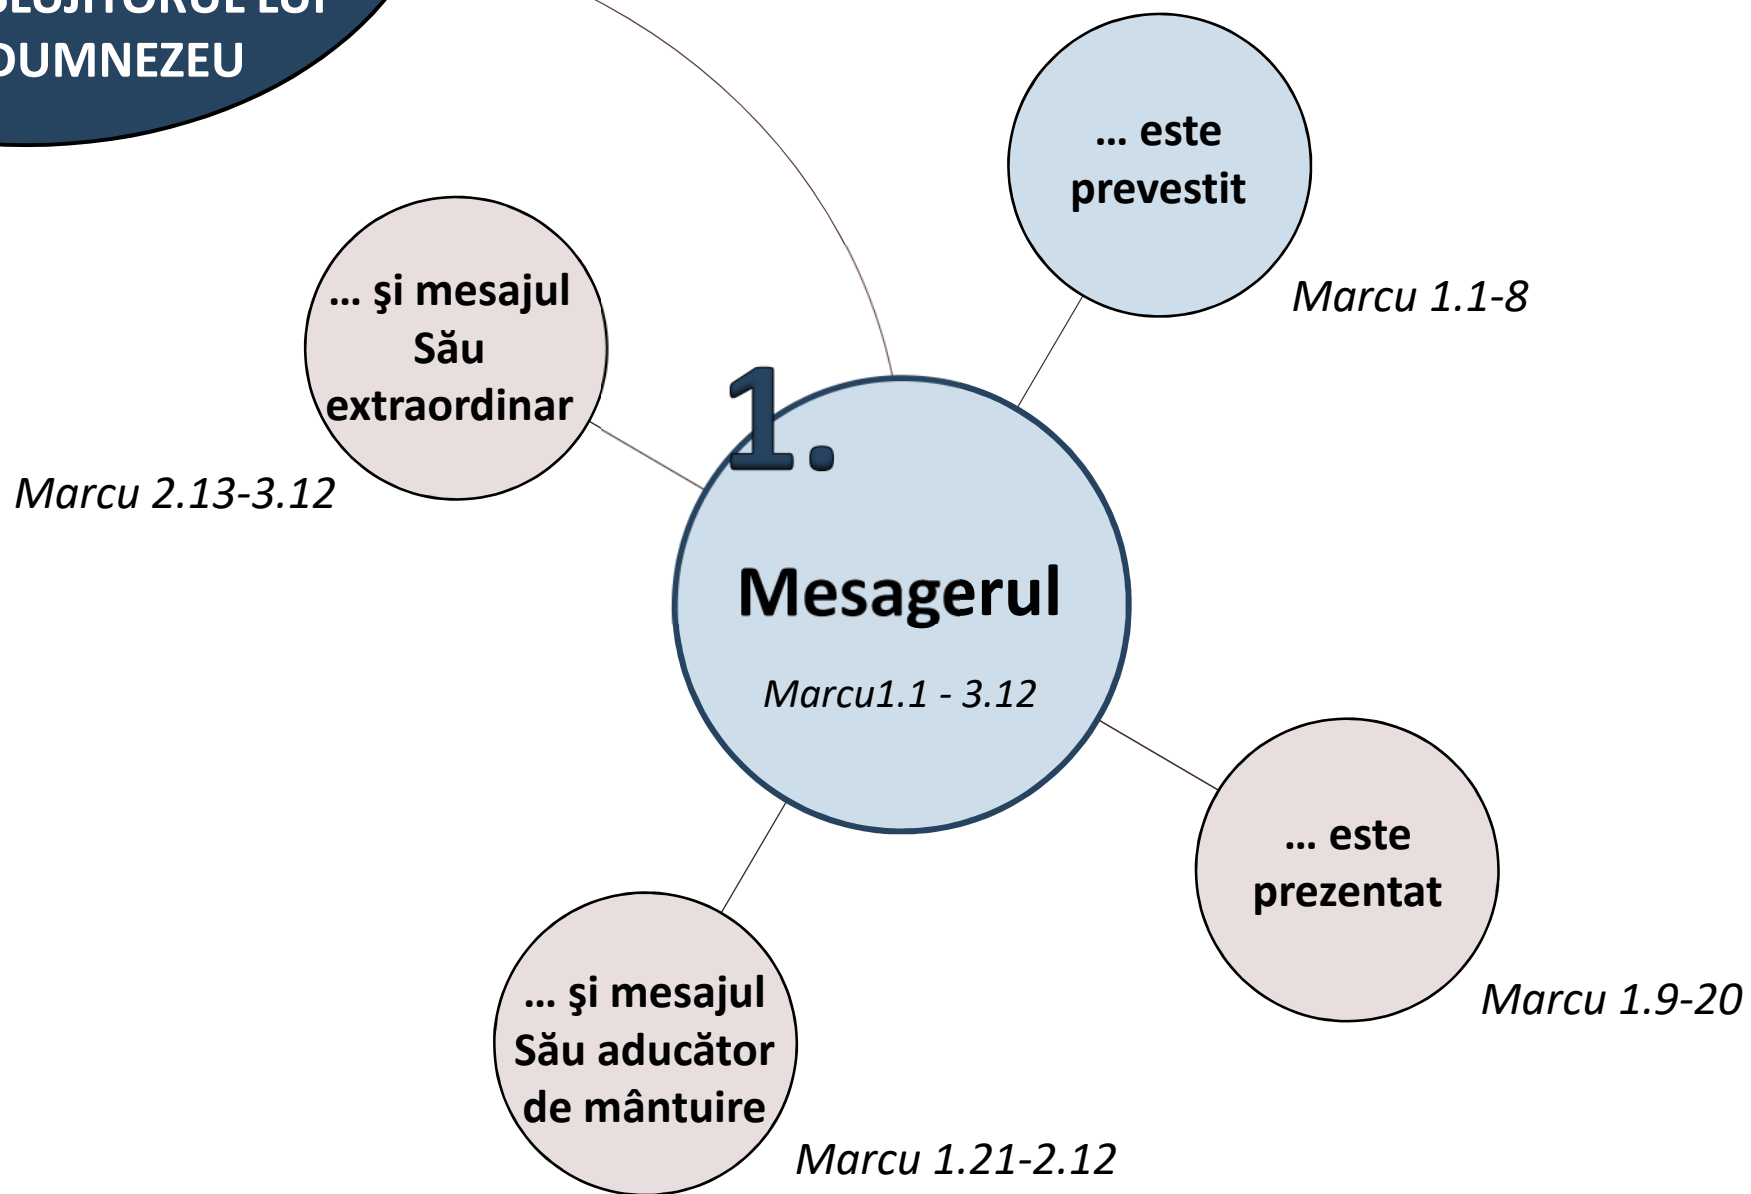 LUI
DUMNEZEU
... este
prevestit
Marcu 1.1-8
... şi mesajul
Său
extraordinar
Marcu 2.13-3.12
1.
Mesagerul
Marcu1.1 - 3.12
... este
prezentat
Marcu 1.9-20
... şi mesajul
Său aducător
de mântuire
Marcu 1.21-2.12